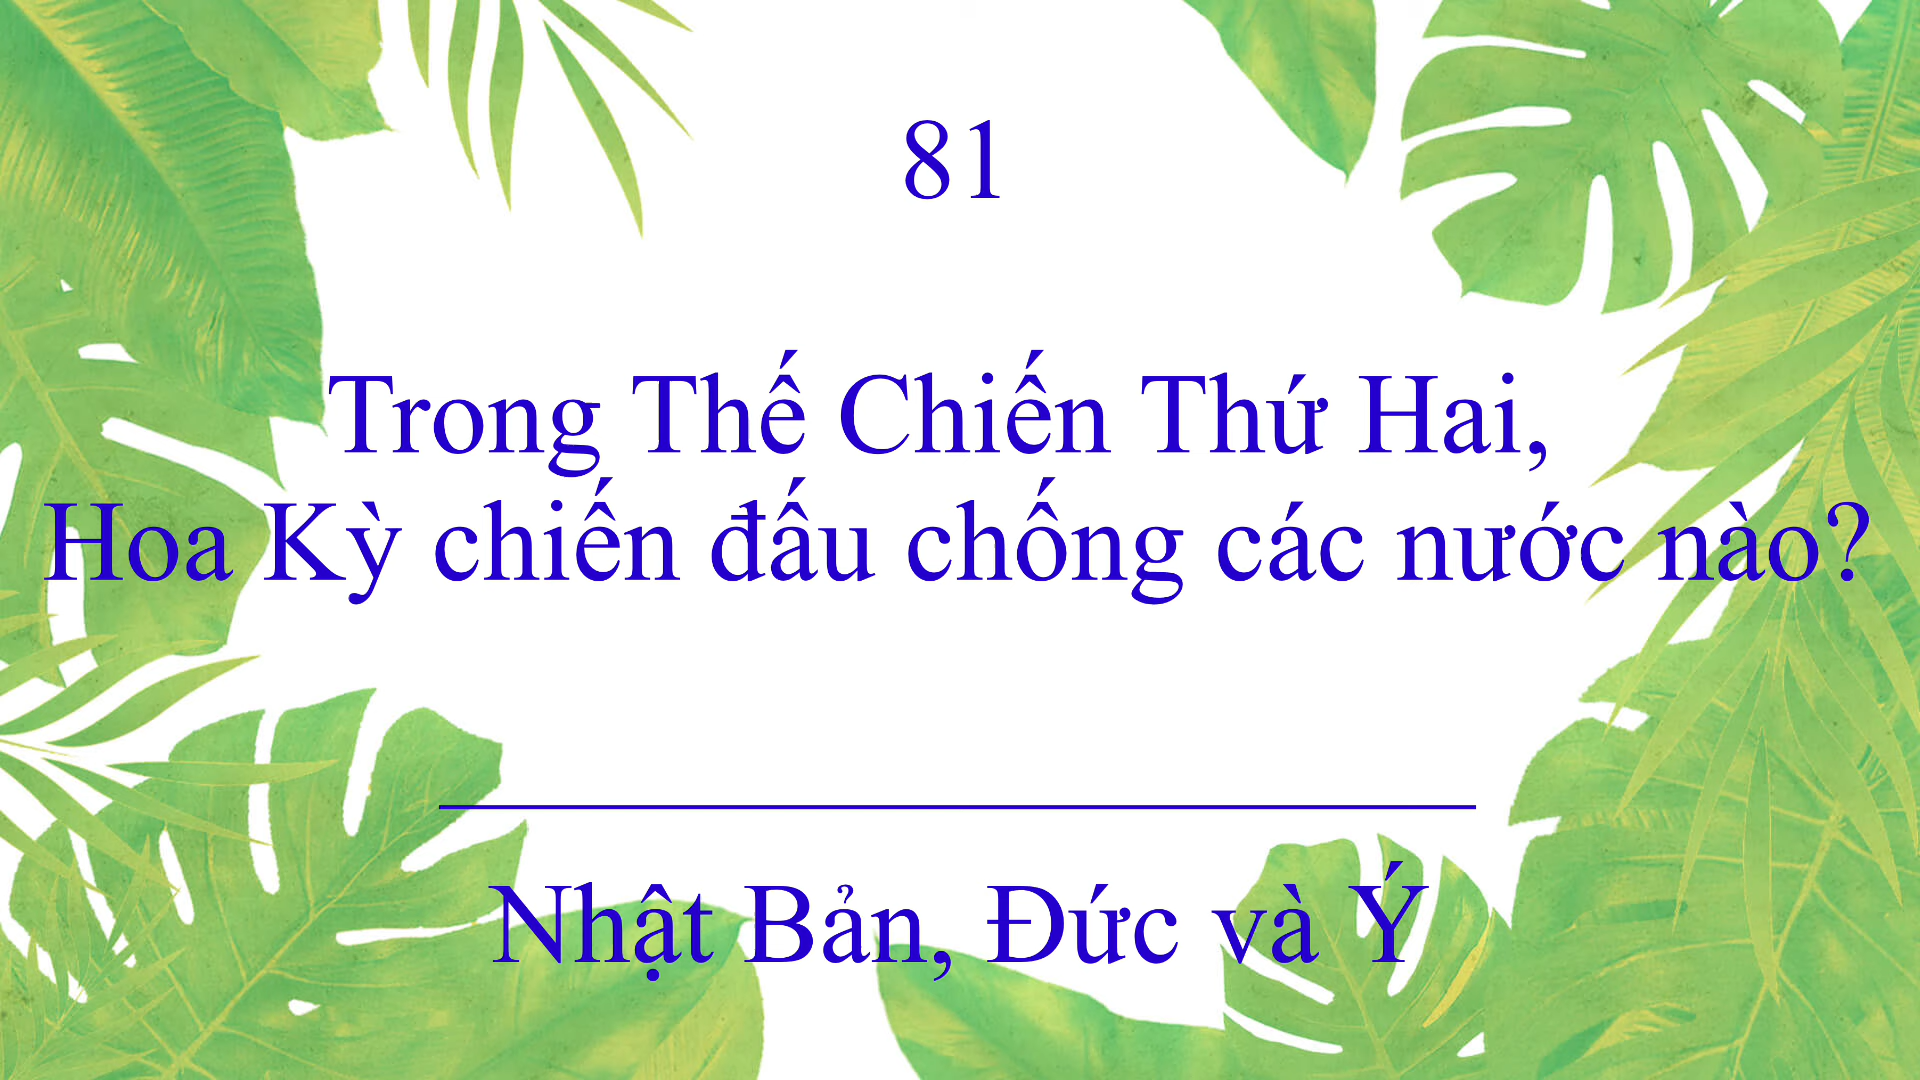 81
Trong Thế Chiến Thứ Hai,
Hoa Kỳ chiến đấu chống các nước nào?
Nhật Bản, Đức và Ý